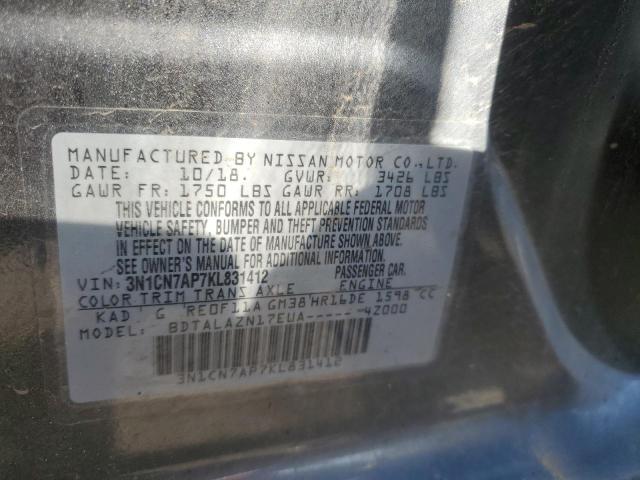 MANUFACTURED BY NISSAN MOTOR CO.,LTD.
DATE: 10/18. GVWR: 3426 LBS
GAWR FR: 1750 LBS GAWR RR: 1708 LBS
THIS VEHICLE CONFORMS TO ALL APPLICABLE FEDERAL MOTOR
VEHICLE SAFETY, BUMPER AND THEFT PREVENTION STANDARDS
IN EFFECT ON THE DATE OF MANUFACTURE SHOWN ABOVE.
SEE OWNER'S MANUAL FOR ADDITIONAL INFORMATION.
VIN: 3N1CN7AP7KL831412 PASSENGER CAR.
COLOR TRIM TRANS AXLE ENGINE
KAD G RE0F11A GM38 HR16DE 1598 CC
MODEL: BDTALAZN17EUA----- 4Z000
3N1CN7AP7KL831412